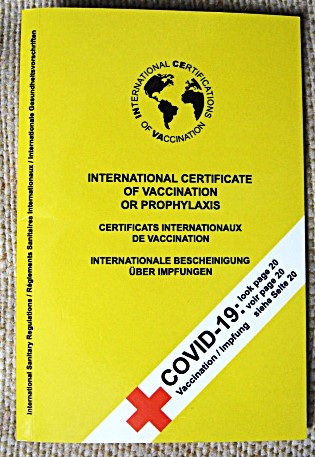 INTERNATIONAL CERTIFICATIONS
OF VACCINATION
INTERNATIONAL CERTIFICATE
OF VACCINATION
OR PROPHYLAXIS
CERTIFICATS INTERNATIONAUX
DE VACCINATION
INTERNATIONALE BESCHEINIGUNG
ÜBER IMPFUNGEN
COVID-19:
look page 20
voir page 20
siehe Seite 20
Vaccination / Impfung
International Sanitary Regulations / Réglements Sanitaires Internationaux / Internationale Gesundheitsvorschriften